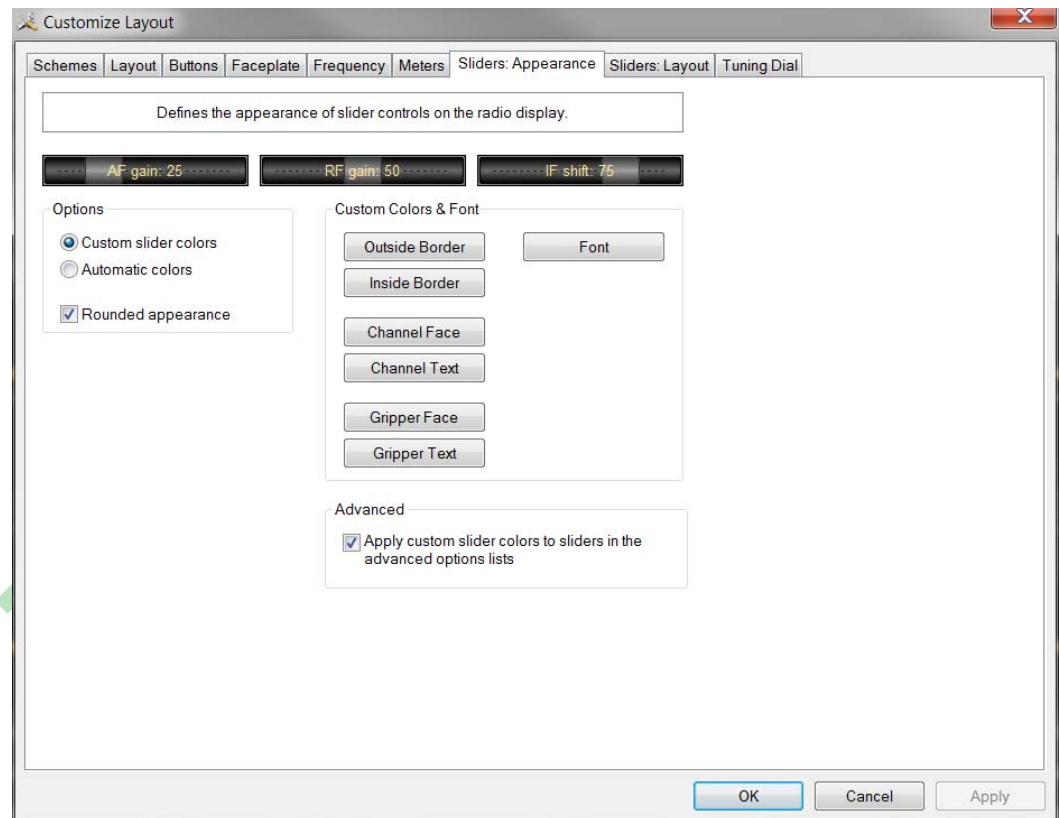 Customize Layout
Schemes Layout Buttons Faceplate Frequency Meters Sliders: Appearance Sliders: Layout Tuning Dial
Defines the appearance of slider controls on the radio display.
AF gain: 25 RF gain: 50 IF shift: 75
Options
Custom slider colors
Automatic colors
Rounded appearance
Custom Colors & Font
Outside Border Font
Inside Border
Channel Face
Channel Text
Gripper Face
Gripper Text
Advanced
Apply custom slider colors to sliders in the
advanced options lists
OK Cancel Apply